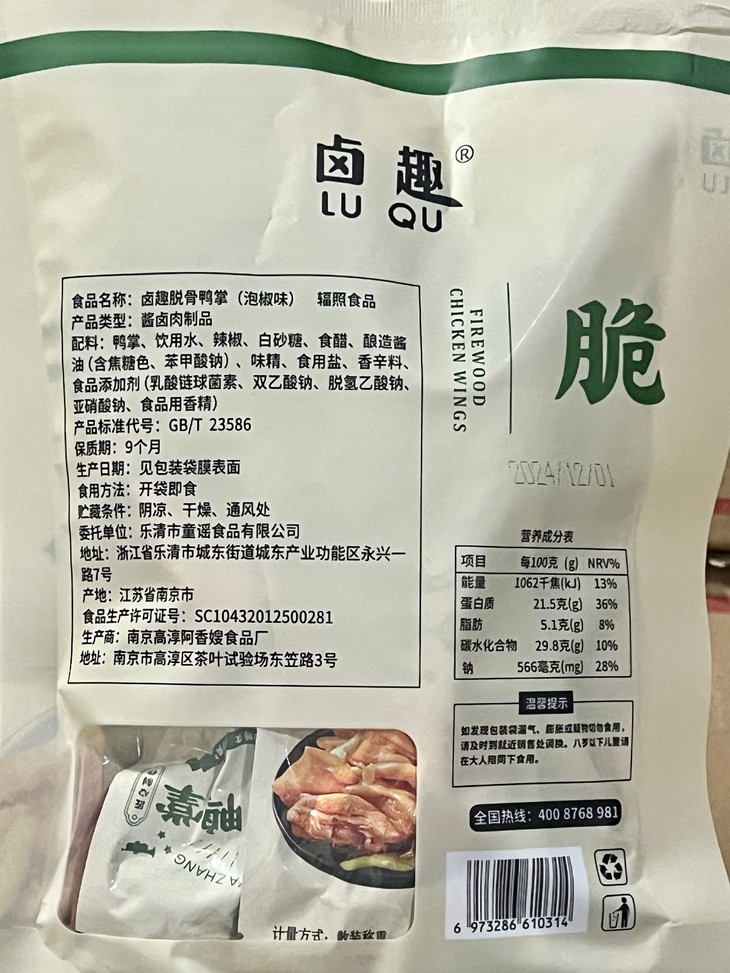 卤趣®
LU QU
食品名称：卤趣脱骨鸭掌（泡椒味） 辐照食品
产品类型：酱卤肉制品
配料：鸭掌、饮用水、辣椒、白砂糖、食醋、酿造酱
油（含焦糖色、苯甲酸钠）、味精、食用盐、香辛料、
食品添加剂（乳酸链球菌素、双乙酸钠、脱氢乙酸钠、
亚硝酸钠、食品用香精）
产品标准代号：GB/T 23586
保质期：9个月
生产日期：见包装袋膜表面
食用方法：开袋即食
贮藏条件：阴凉、干燥、通风处
委托单位：乐清市童谣食品有限公司
地址：浙江省乐清市城东街道城东产业功能区永兴一
路7号
产地：江苏省南京市
食品生产许可证号：SC10432012500281
生产商：南京高淳阿香嫂食品厂
地址：南京市高淳区茶叶试验场东笠路3号
FIREWOOD
CHICKEN WINGS
脆
2024/12/01
营养成分表
项目 每100克（g） NRV%
能量 1062千焦(kJ) 13%
蛋白质 21.5克(g) 36%
脂肪 5.1克(g) 8%
碳水化合物 29.8克(g) 10%
钠 566毫克(mg) 28%
温馨提示
如发现包装袋漏气、膨胀或疑物切勿食用，
请及时到就近销售处调换。八岁以下儿童请
在大人陪同下食用。
全国热线：400 8768 981
6 973286 610314
鸭掌
YAZHANG
计量方式：散装称重